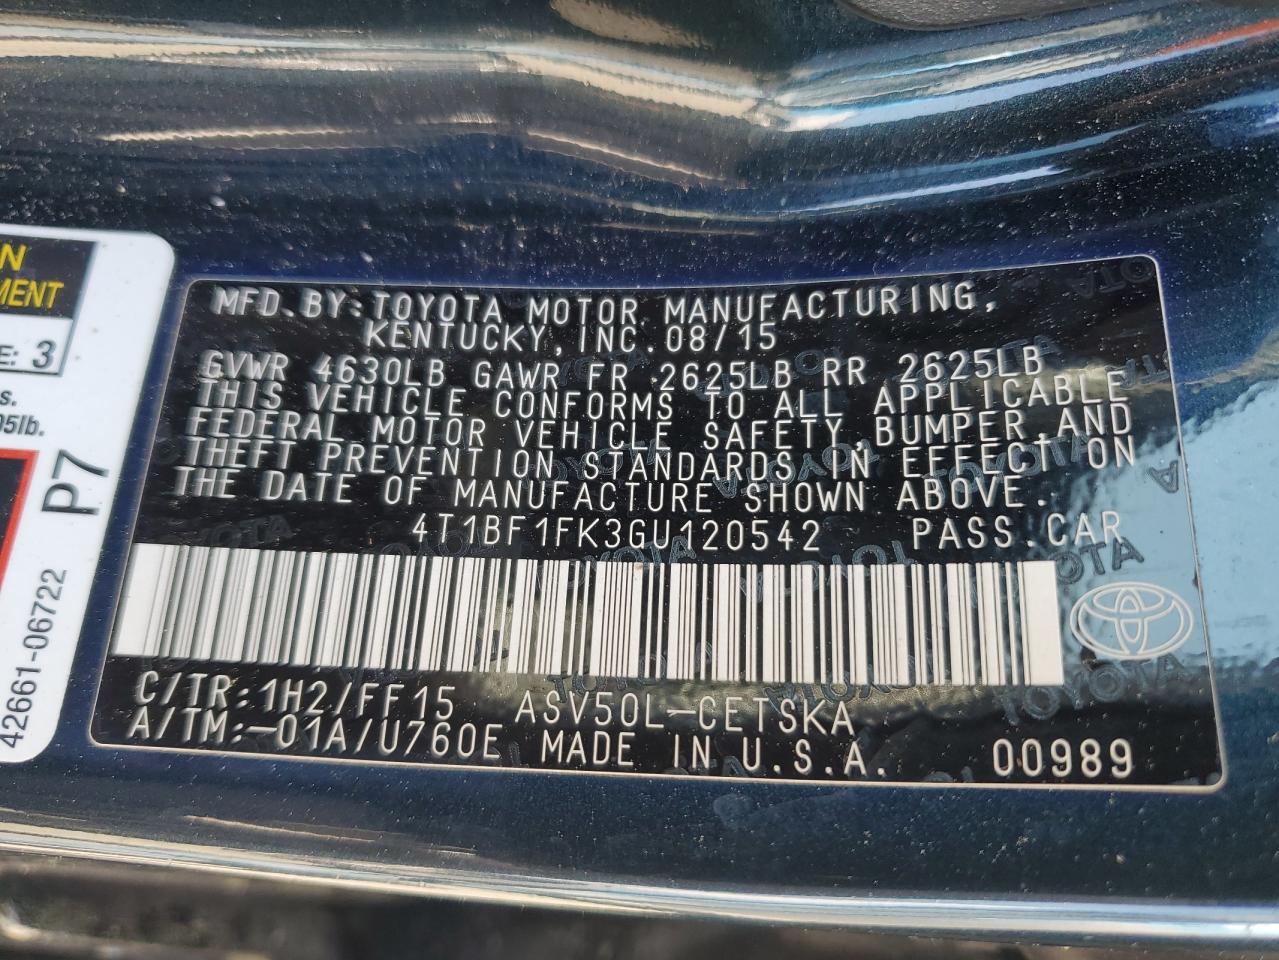 N
MENT
E: 3
s.
05lb.
P7
42661-06722
MFD. BY: TOYOTA MOTOR MANUFACTURING,
KENTUCKY, INC. 08/15
GVWR 4630LB GAWR FR 2625LB RR 2625LB
THIS VEHICLE CONFORMS TO ALL APPLICABLE
FEDERAL MOTOR VEHICLE SAFETY, BUMPER, AND
THEFT PREVENTION STANDARDS IN EFFECT ON
THE DATE OF MANUFACTURE SHOWN ABOVE.
4T1BF1FK3GU120542 PASS. CAR
C/TR: 1H2/FF15 ASV50L-CETSKA
A/TM:-01A/U760E MADE IN U.S.A. 00989
TOYOTA